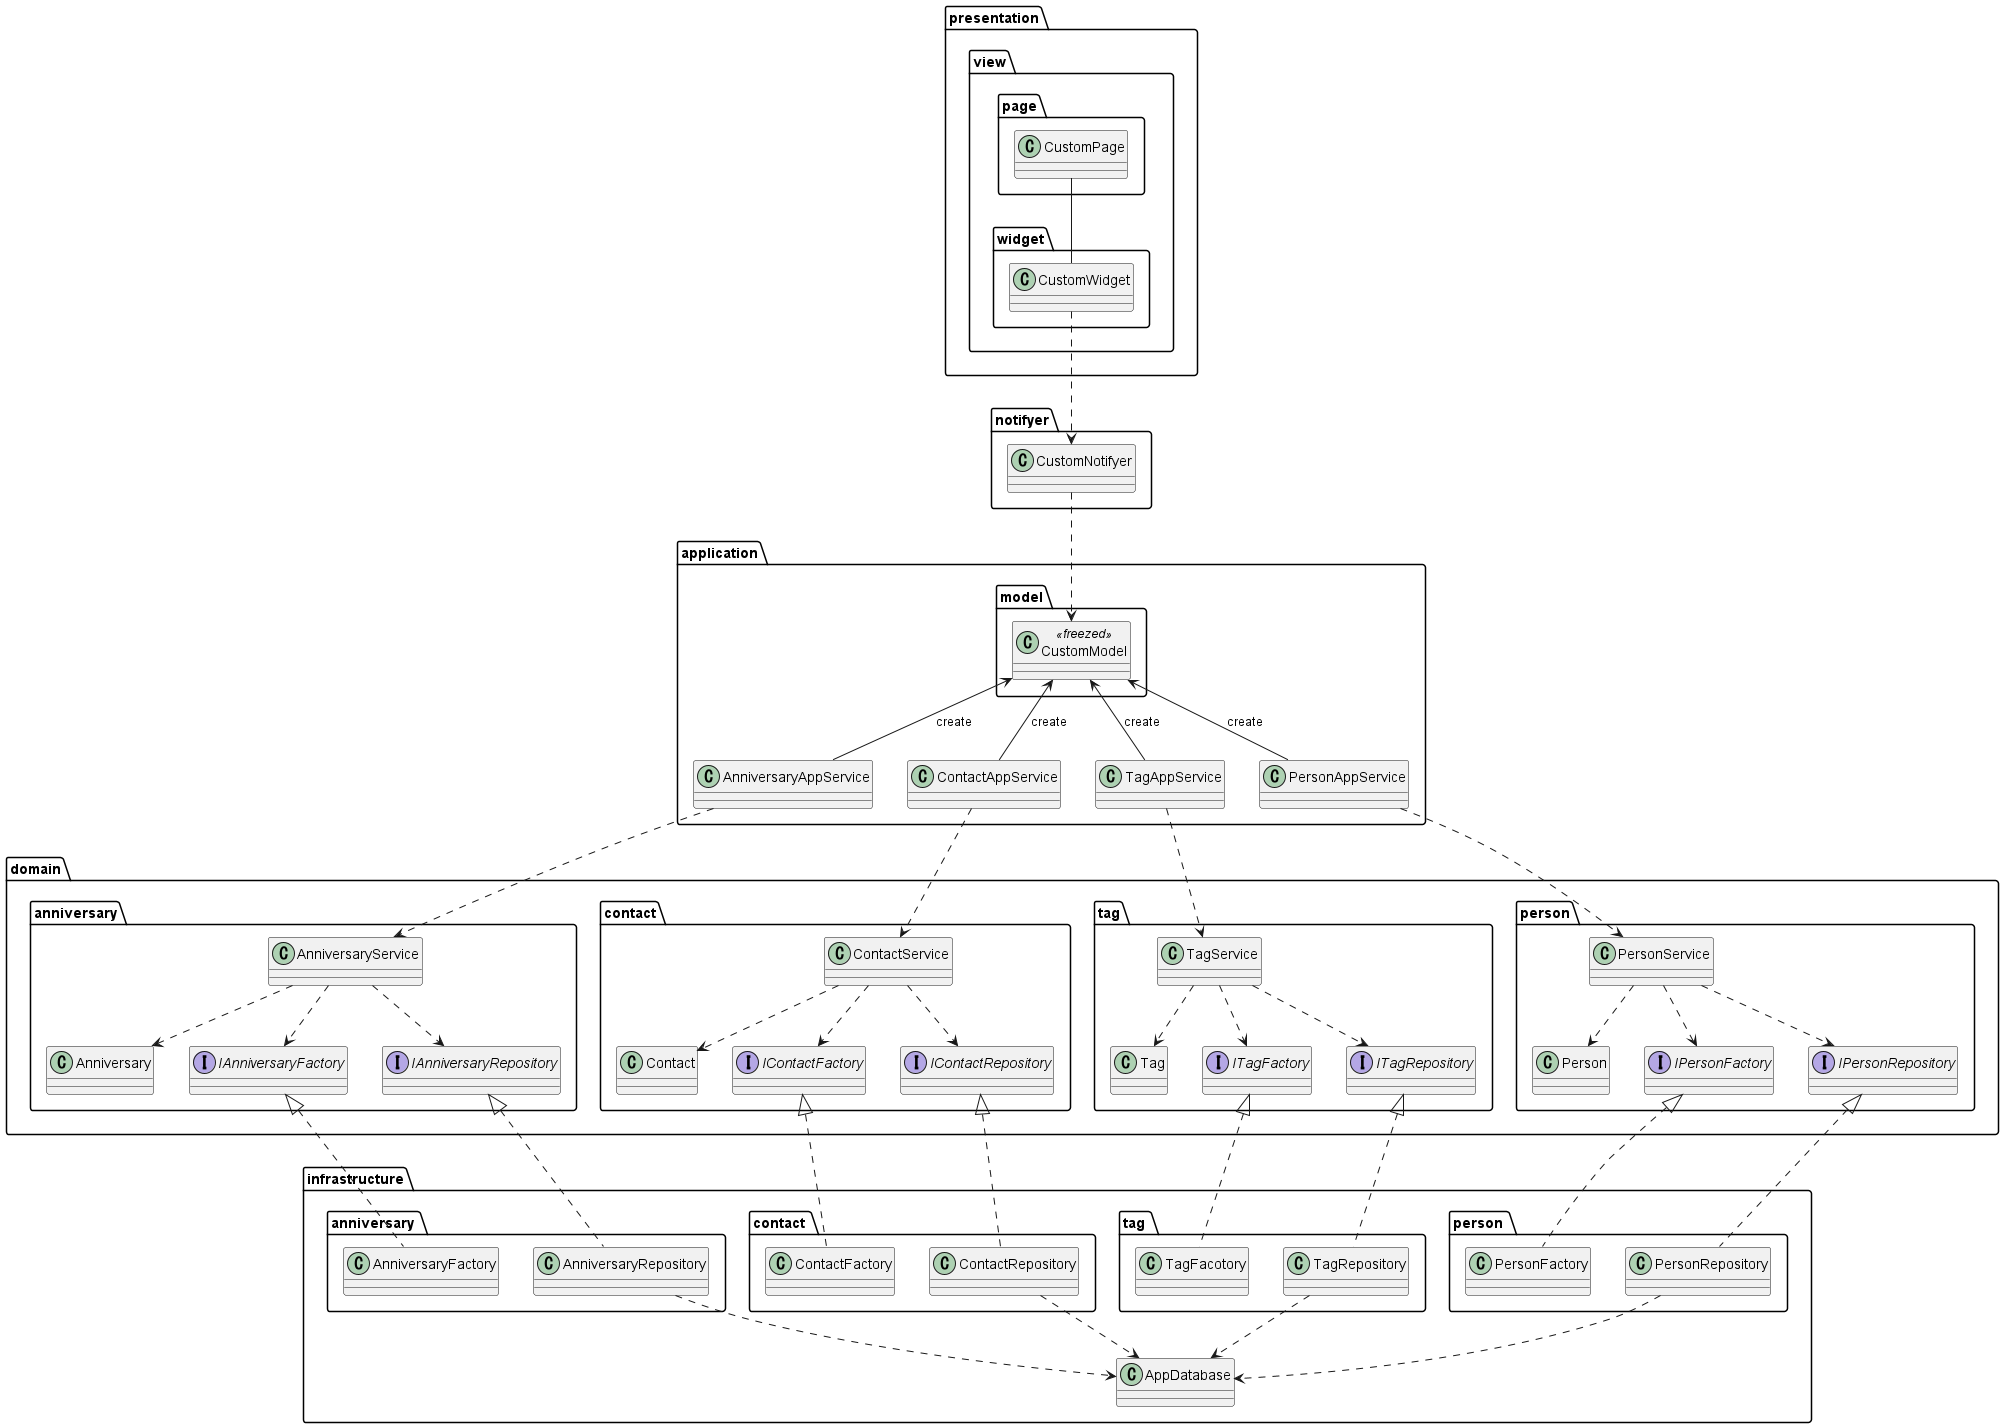 presentation
view
page
C CustomPage
widget
C CustomWidget
notifyer
C CustomNotifyer
application
model
«freezed»
C CustomModel
create create create create
C AnniversaryAppService C ContactAppService C TagAppService C PersonAppService
domain
anniversary contact tag person
C AnniversaryService C ContactService C TagService C PersonService
C Anniversary I IAnniversaryFactory I IAnniversaryRepository C Contact I IContactFactory I IContactRepository C Tag I ITagFactory I ITagRepository C Person I IPersonFactory I IPersonRepository
infrastructure
anniversary contact tag person
C AnniversaryFactory C AnniversaryRepository C ContactFactory C ContactRepository C TagFacotory C TagRepository C PersonFactory C PersonRepository
C AppDatabase